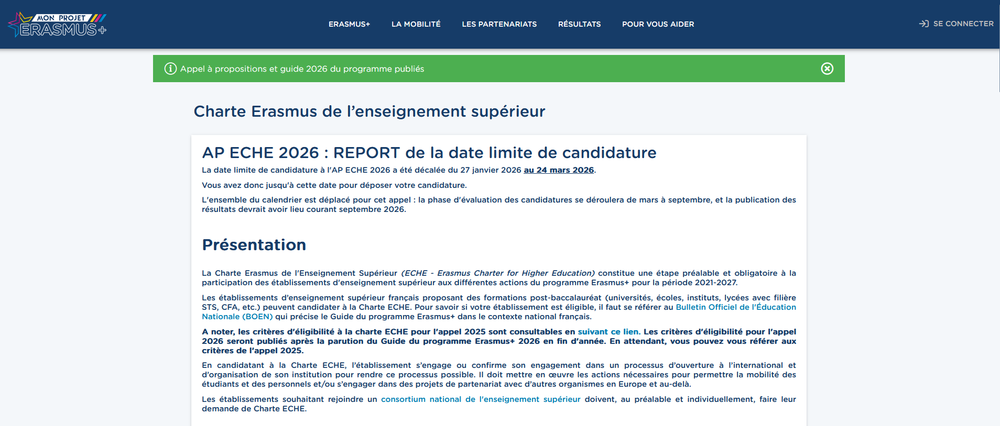 MON PROJET
ERASMUS+
ERASMUS+
LA MOBILITÉ
LES PARTENARIATS
RÉSULTATS
POUR VOUS AIDER
SE CONNECTER
Appel à propositions et guide 2026 du programme publiés
Charte Erasmus de l’enseignement supérieur
AP ECHE 2026 : REPORT de la date limite de candidature
La date limite de candidature à l'AP ECHE 2026 a été décalée du 27 janvier 2026 au 24 mars 2026.
Vous avez donc jusqu'à cette date pour déposer votre candidature.
L'ensemble du calendrier est déplacé pour cet appel : la phase d'évaluation des candidatures se déroulera de mars à septembre, et la publication des
résultats devrait avoir lieu courant septembre 2026.
Présentation
La Charte Erasmus de l'Enseignement Supérieur (ECHE - Erasmus Charter for Higher Education) constitue une étape préalable et obligatoire à la
participation des établissements d'enseignement supérieur aux différentes actions du programme Erasmus+ pour la période 2021-2027.
Les établissements d’enseignement supérieur français proposant des formations post-baccalauréat (universités, écoles, instituts, lycées avec filière
STS, CFA, etc.) peuvent candidater à la Charte ECHE. Pour savoir si votre établissement est éligible, il faut se référer au Bulletin Officiel de l'Éducation
Nationale (BOEN) qui précise le Guide du programme Erasmus+ dans le contexte national français.
A noter, les critères d'éligibilité à la charte ECHE pour l'appel 2025 sont consultables en suivant ce lien. Les critères d'éligibilité pour l'appel
2026 seront publiés après la parution du Guide du programme Erasmus+ 2026 en fin d'année. En attendant, vous pouvez vous référer aux
critères de l'appel 2025.
En candidatant à la Charte ECHE, l’établissement s’engage ou confirme son engagement dans un processus d’ouverture à l’international et
d’organisation de son institution pour rendre ce processus possible. Il doit mettre en œuvre les actions nécessaires pour permettre la mobilité des
étudiants et des personnels et/ou s’engager dans des projets de partenariat avec d’autres organismes en Europe et au-delà.
Les établissements souhaitant rejoindre un consortium national de l'enseignement supérieur doivent, au préalable et individuellement, faire leur
demande de Charte ECHE.